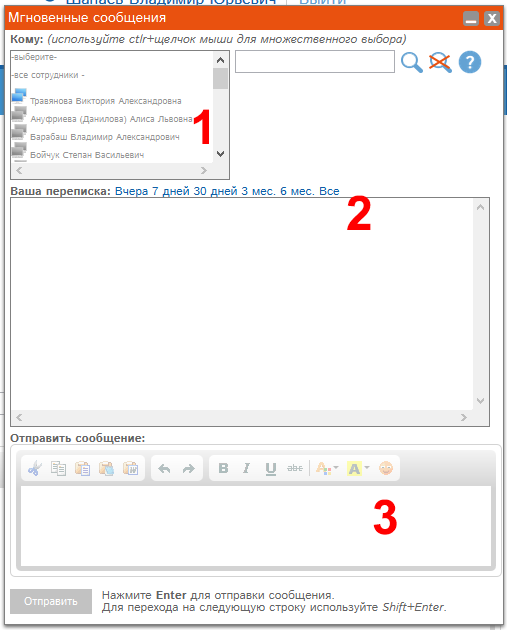 Шапась Владимир Юрьевич | Выйти
Мгновенные сообщения
Кому: (используйте ctlr+щелчок мыши для множественного выбора)
-выберите-
-все сотрудники -
Травянова Виктория Александровна
Ануфриева (Данилова) Алиса Львовна
Барабаш Владимир Александрович
Бойчук Степан Васильевич
1
?
Ваша переписка: Вчера 7 дней 30 дней 3 мес. 6 мес. Все
2
Отправить сообщение:
B I U abc A A
3
Отправить
Нажмите Enter для отправки сообщения.
Для перехода на следующую строку используйте Shift+Enter.